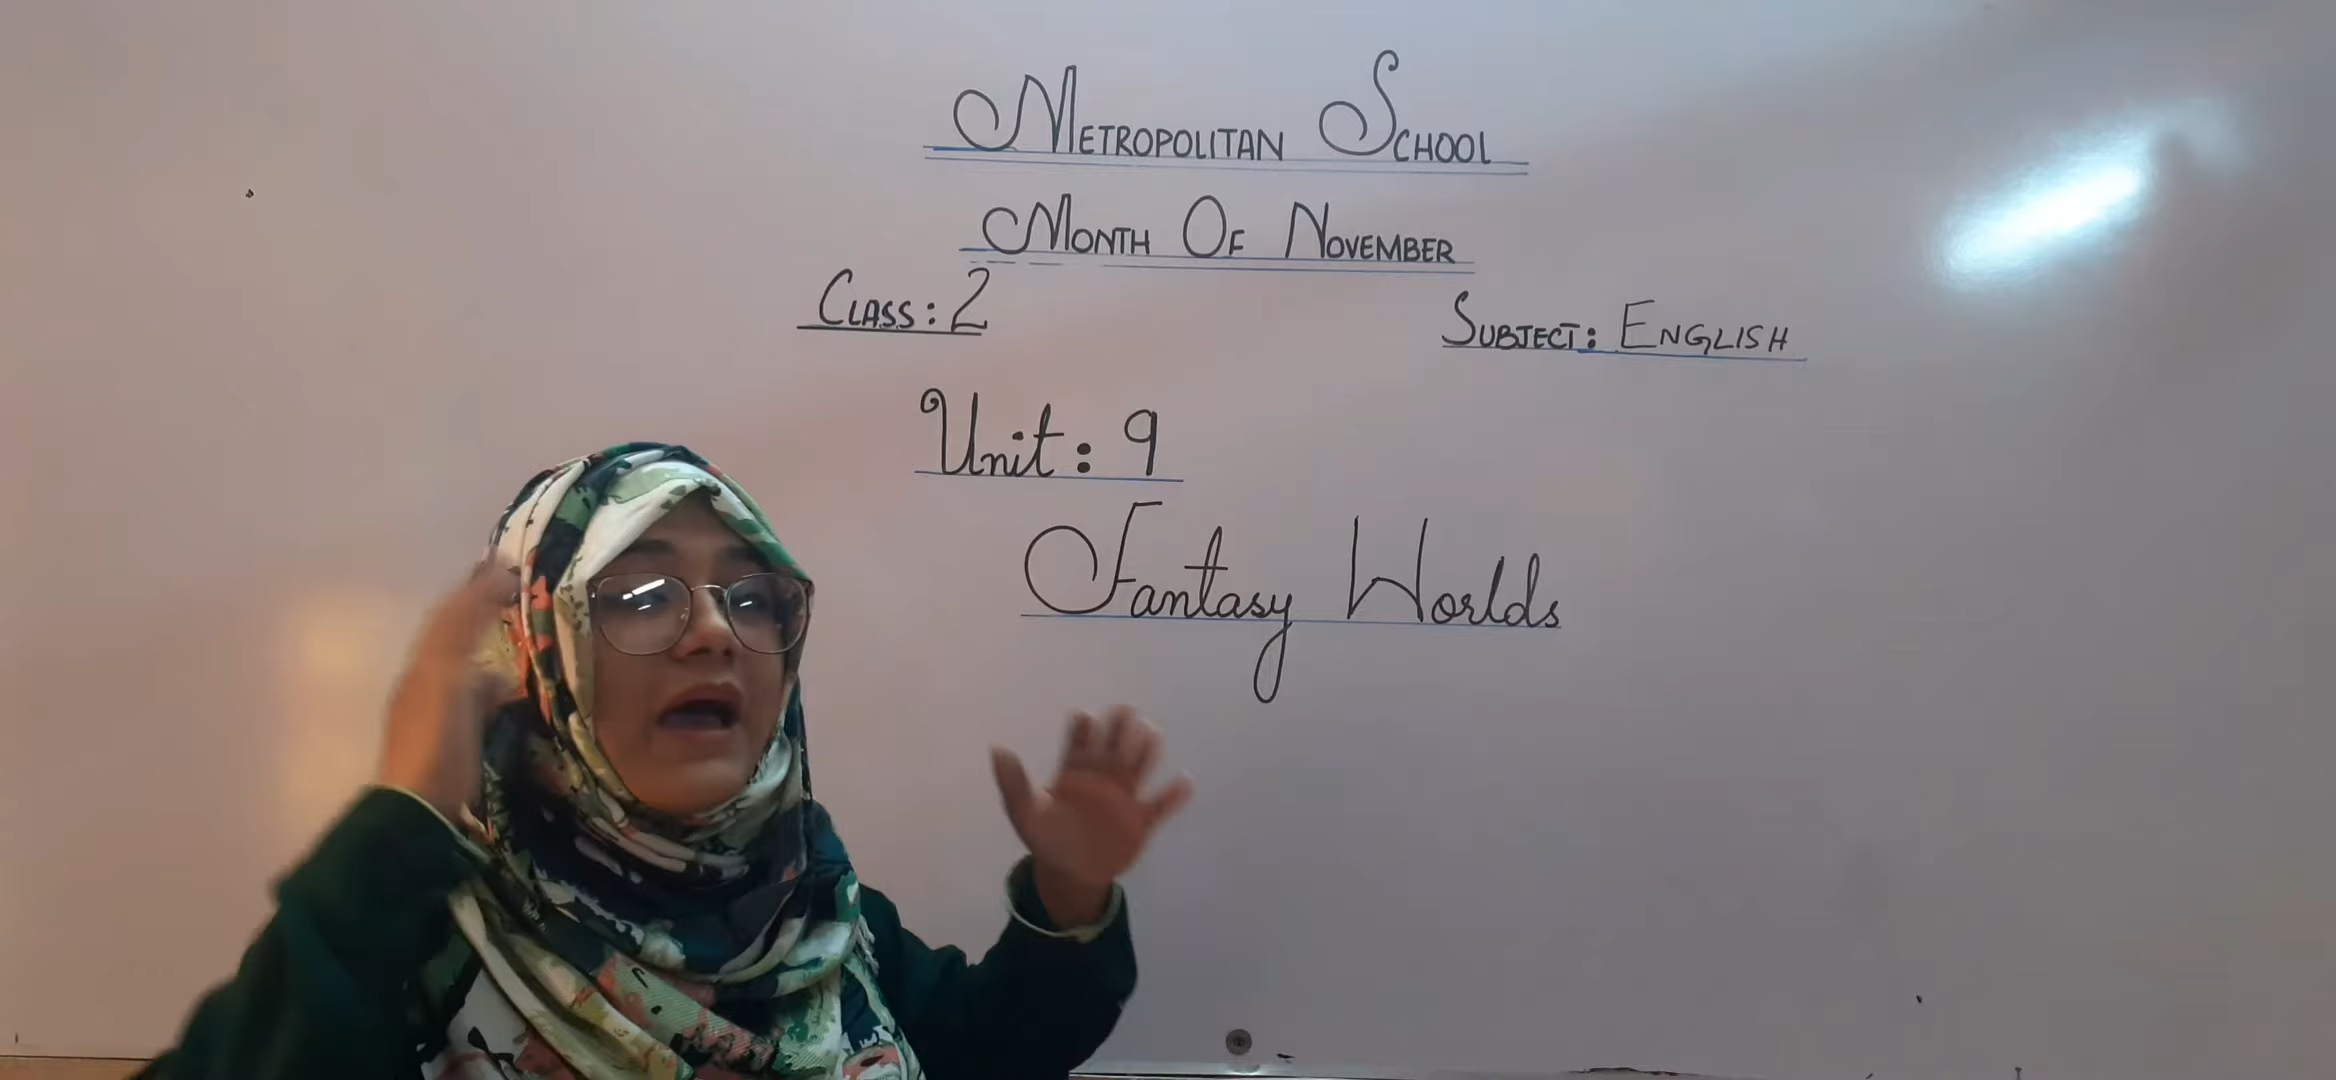 METROPOLITAN SCHOOL
MONTH OF NOVEMBER
CLASS: 2
SUBJECT: ENGLISH
Unit: 9
Fantasy Worlds